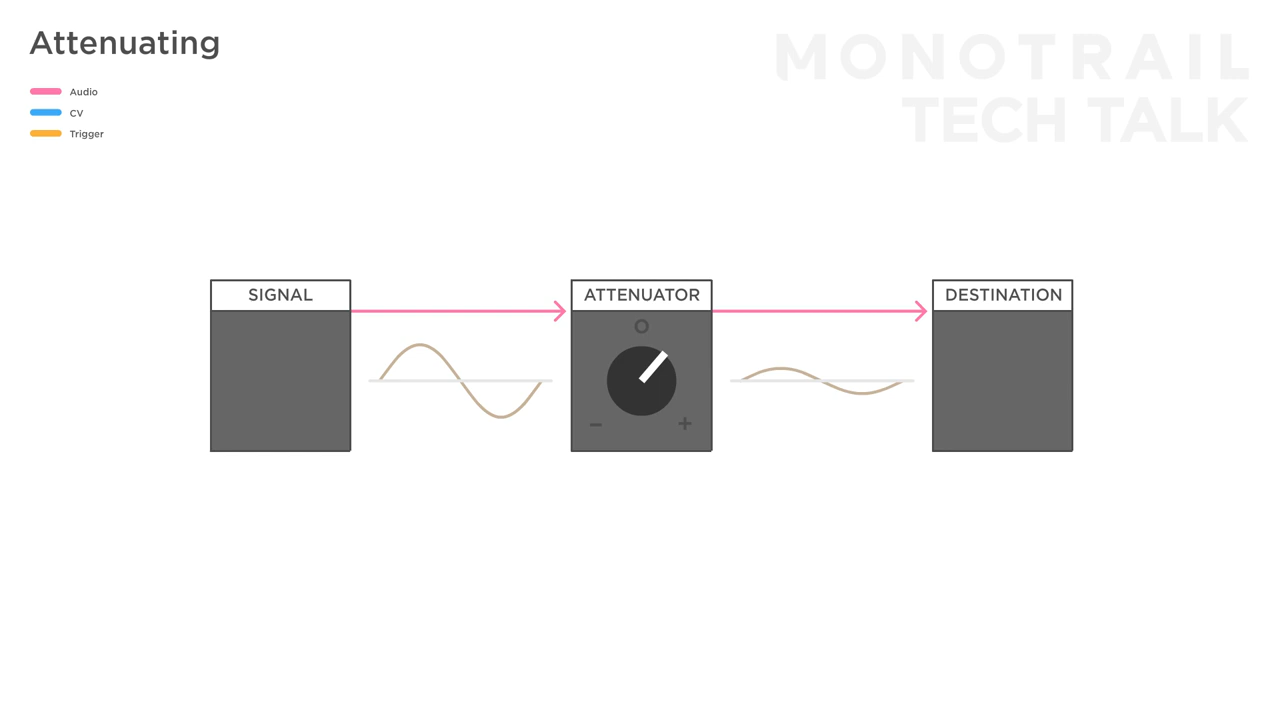 Attenuating
MONOTRAIL
TECH TALK
Audio
CV
Trigger
SIGNAL
ATTENUATOR
DESTINATION
O
- +